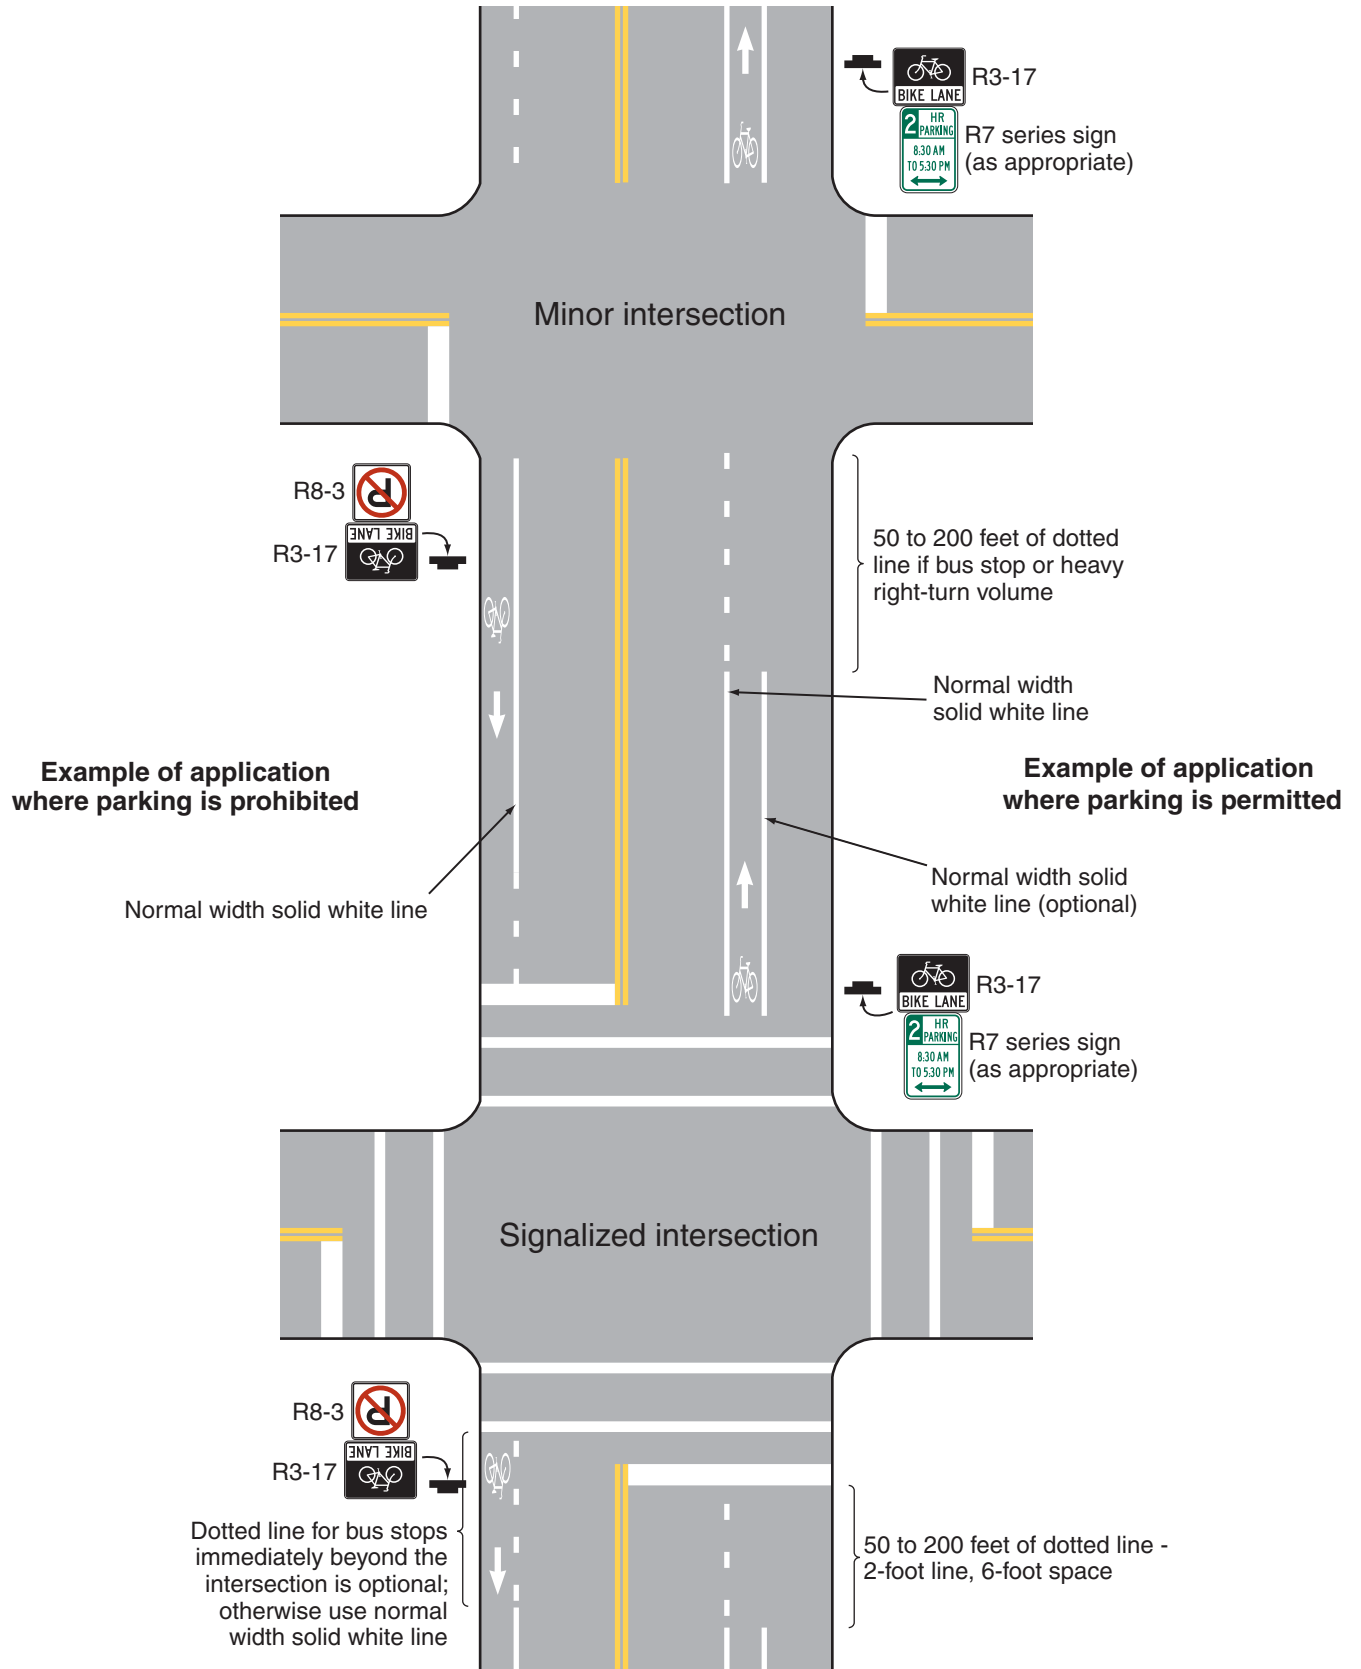 R3-17
BIKE LANE
2 HR
PARKING
8:30 AM
TO 5:30 PM
R7 series sign
(as appropriate)
Minor intersection
R8-3
P
BIKE LANE
R3-17
50 to 200 feet of dotted
line if bus stop or heavy
right-turn volume
Normal width
solid white line
Example of application
where parking is prohibited
Example of application
where parking is permitted
Normal width solid white line
Normal width solid
white line (optional)
R3-17
BIKE LANE
2 HR
PARKING
8:30 AM
TO 5:30 PM
R7 series sign
(as appropriate)
Signalized intersection
R8-3
P
BIKE LANE
R3-17
Dotted line for bus stops
immediately beyond the
intersection is optional;
otherwise use normal
width solid white line
50 to 200 feet of dotted line -
2-foot line, 6-foot space